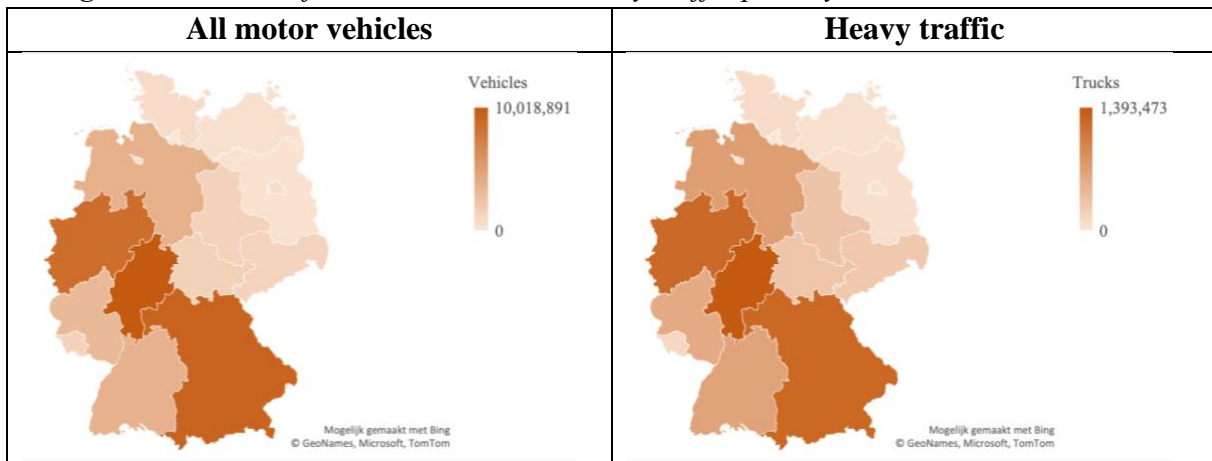 All motor vehicles
Heavy traffic
Vehicles
10,018,891
0
Mogelijk gemaakt met Bing
© GeoNames, Microsoft, TomTom
Trucks
1,393,473
0
Mogelijk gemaakt met Bing
© GeoNames, Microsoft, TomTom